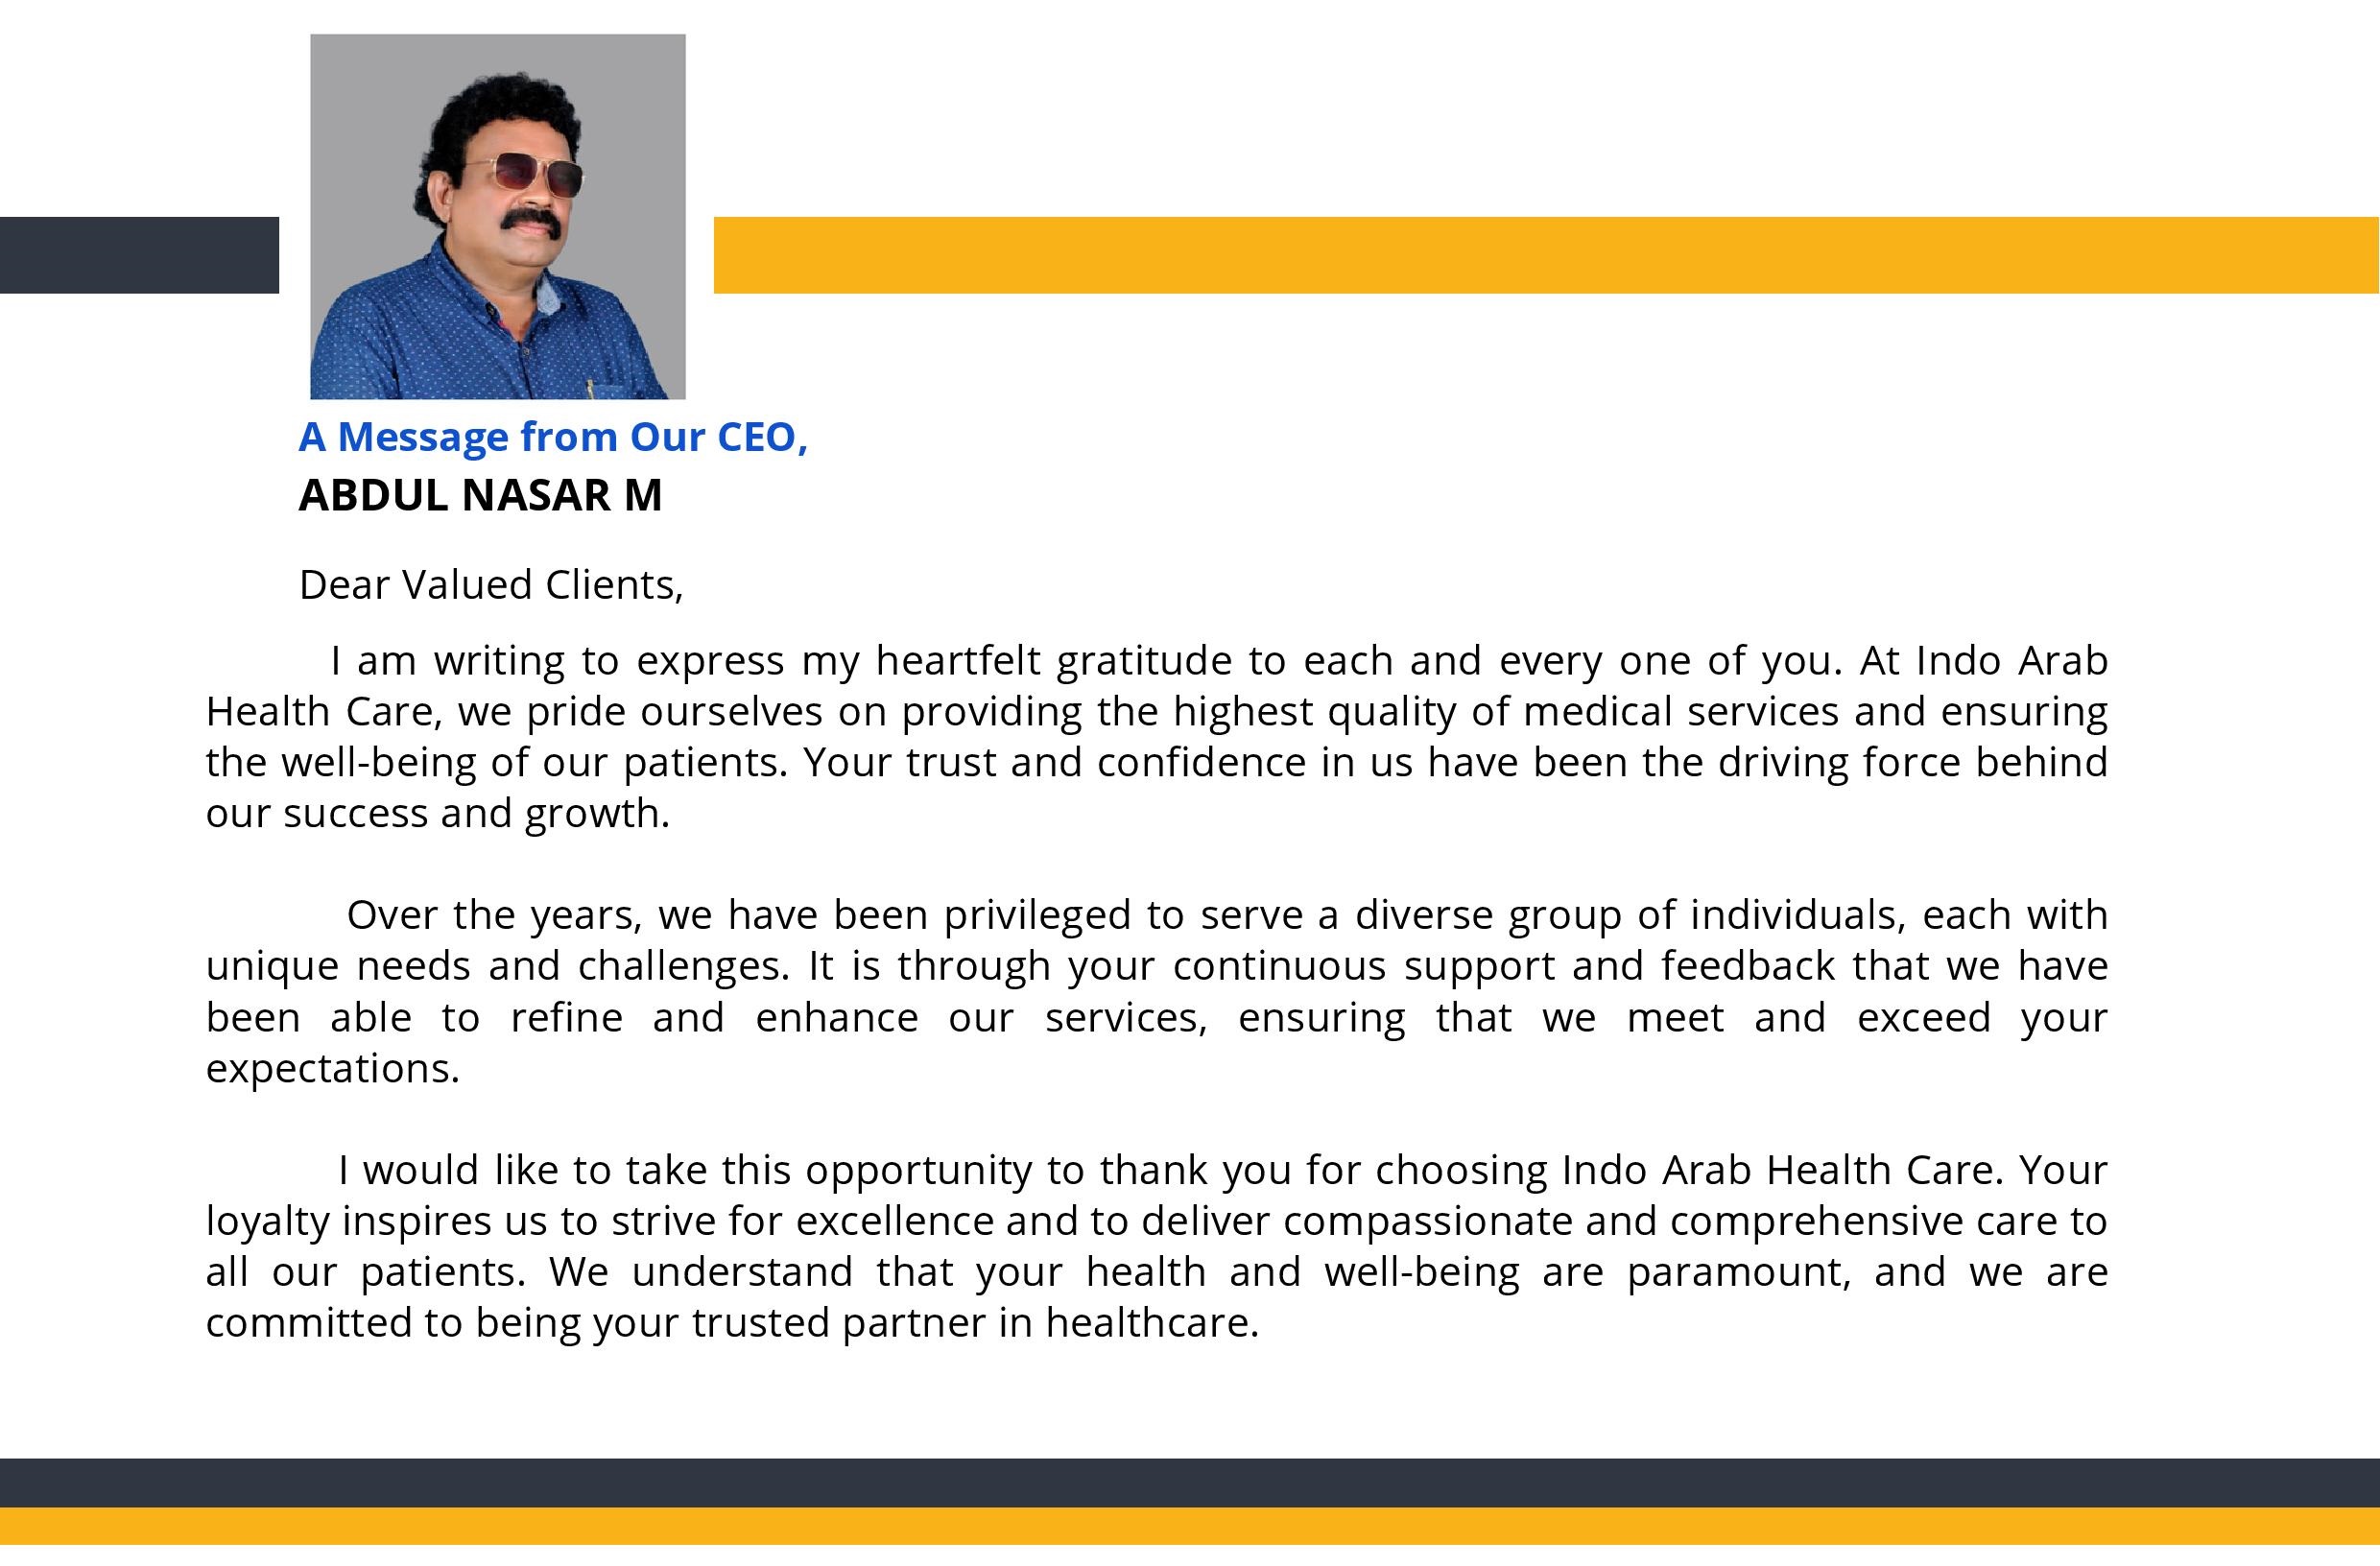 A Message from Our CEO,
ABDUL NASAR M
Dear Valued Clients,
I am writing to express my heartfelt gratitude to each and every one of you. At Indo Arab
Health Care, we pride ourselves on providing the highest quality of medical services and ensuring
the well-being of our patients. Your trust and confidence in us have been the driving force behind
our success and growth.
Over the years, we have been privileged to serve a diverse group of individuals, each with
unique needs and challenges. It is through your continuous support and feedback that we have
been able to refine and enhance our services, ensuring that we meet and exceed your
expectations.
I would like to take this opportunity to thank you for choosing Indo Arab Health Care. Your
loyalty inspires us to strive for excellence and to deliver compassionate and comprehensive care to
all our patients. We understand that your health and well-being are paramount, and we are
committed to being your trusted partner in healthcare.